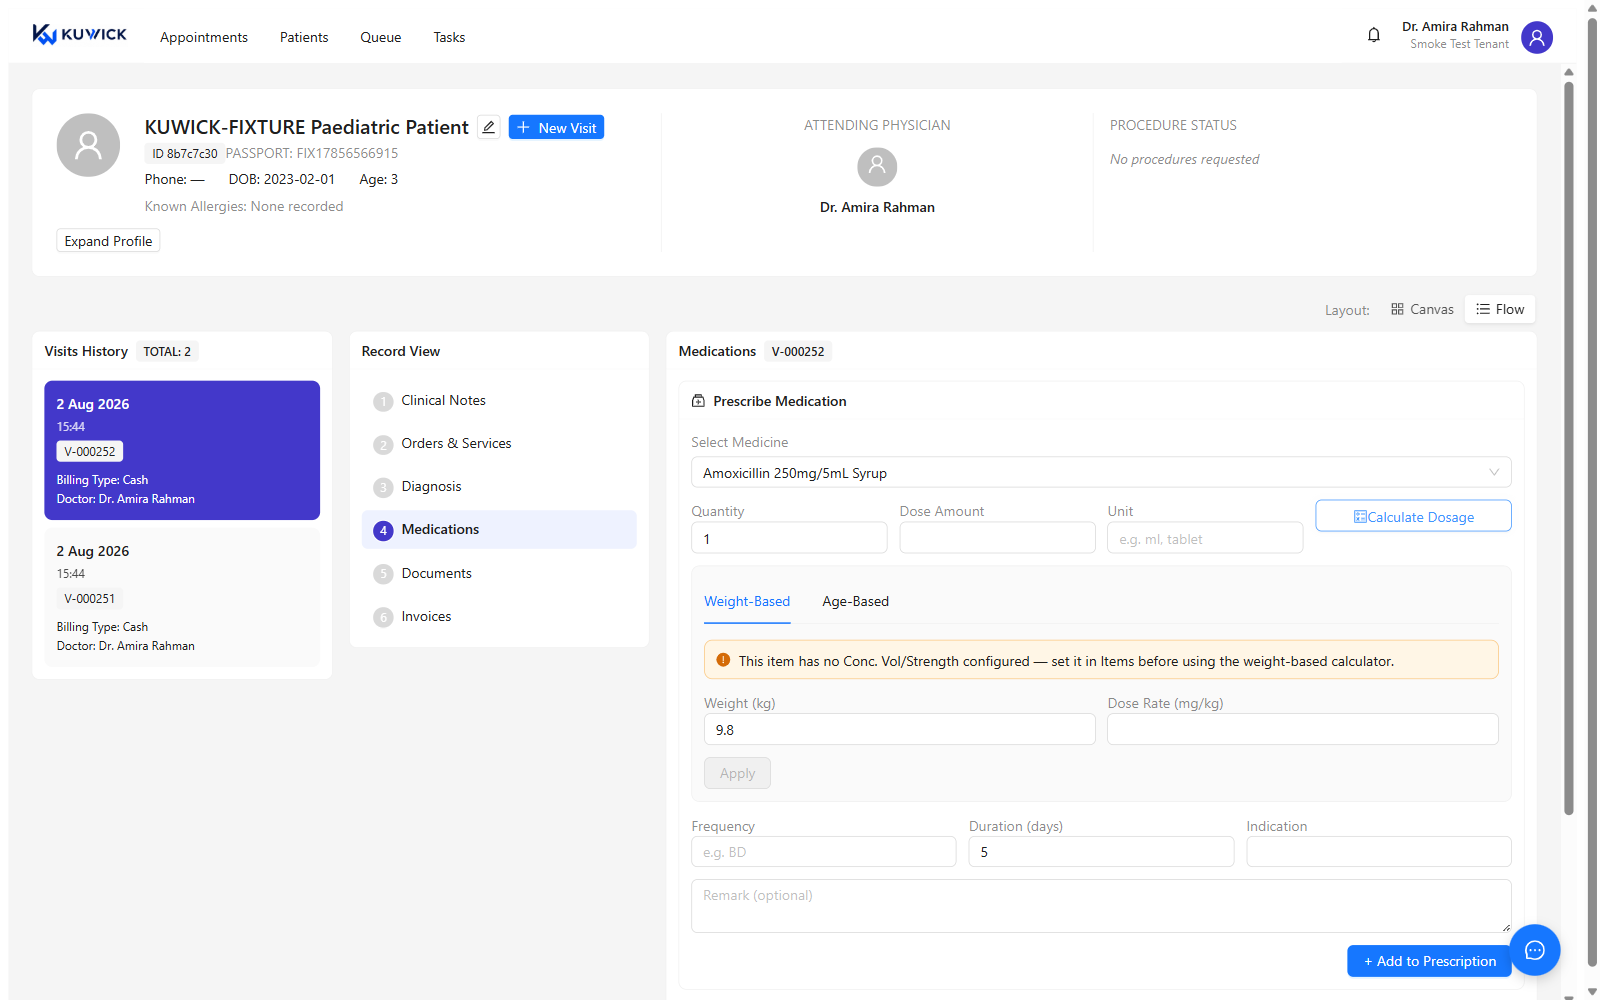 KUWICK
Appointments
Patients
Queue
Tasks
Dr. Amira Rahman
Smoke Test Tenant
KUWICK-FIXTURE Paediatric Patient
+ New Visit
ID 8b7c7c30 PASSPORT: FIX17856566915
Phone: — DOB: 2023-02-01 Age: 3
Known Allergies: None recorded
Expand Profile
ATTENDING PHYSICIAN
Dr. Amira Rahman
PROCEDURE STATUS
No procedures requested
Layout: Canvas Flow
Visits History TOTAL: 2
2 Aug 2026
15:44
V-000252
Billing Type: Cash
Doctor: Dr. Amira Rahman
2 Aug 2026
15:44
V-000251
Billing Type: Cash
Doctor: Dr. Amira Rahman
Record View
1 Clinical Notes
2 Orders & Services
3 Diagnosis
4 Medications
5 Documents
6 Invoices
Medications V-000252
Prescribe Medication
Select Medicine
Amoxicillin 250mg/5mL Syrup
Quantity Dose Amount Unit
1 e.g. ml, tablet
Calculate Dosage
Weight-Based Age-Based
This item has no Conc. Vol/Strength configured — set it in Items before using the weight-based calculator.
Weight (kg) Dose Rate (mg/kg)
9.8
Apply
Frequency Duration (days) Indication
e.g. BD 5
Remark (optional)
+ Add to Prescription